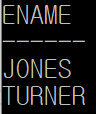 ENAME
------
JONES
TURNER